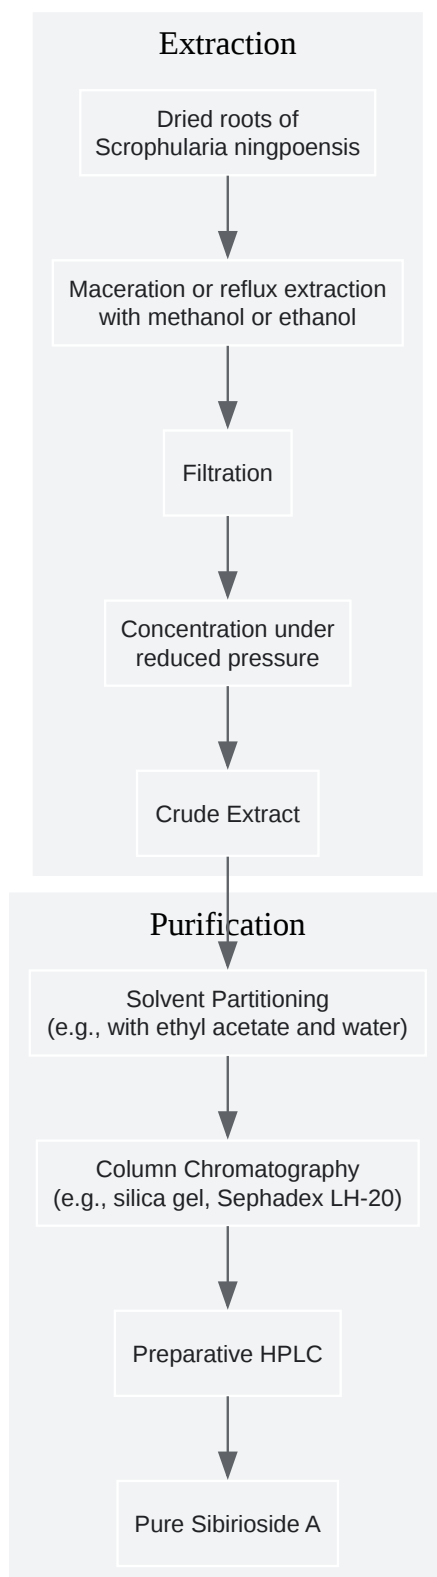 Extraction
Dried roots of
Scrophularia ningpoensis
Maceration or reflux extraction
with methanol or ethanol
Filtration
Concentration under
reduced pressure
Crude Extract
Purification
Solvent Partitioning
(e.g., with ethyl acetate and water)
Column Chromatography
(e.g., silica gel, Sephadex LH-20)
Preparative HPLC
Pure Sibirioside A